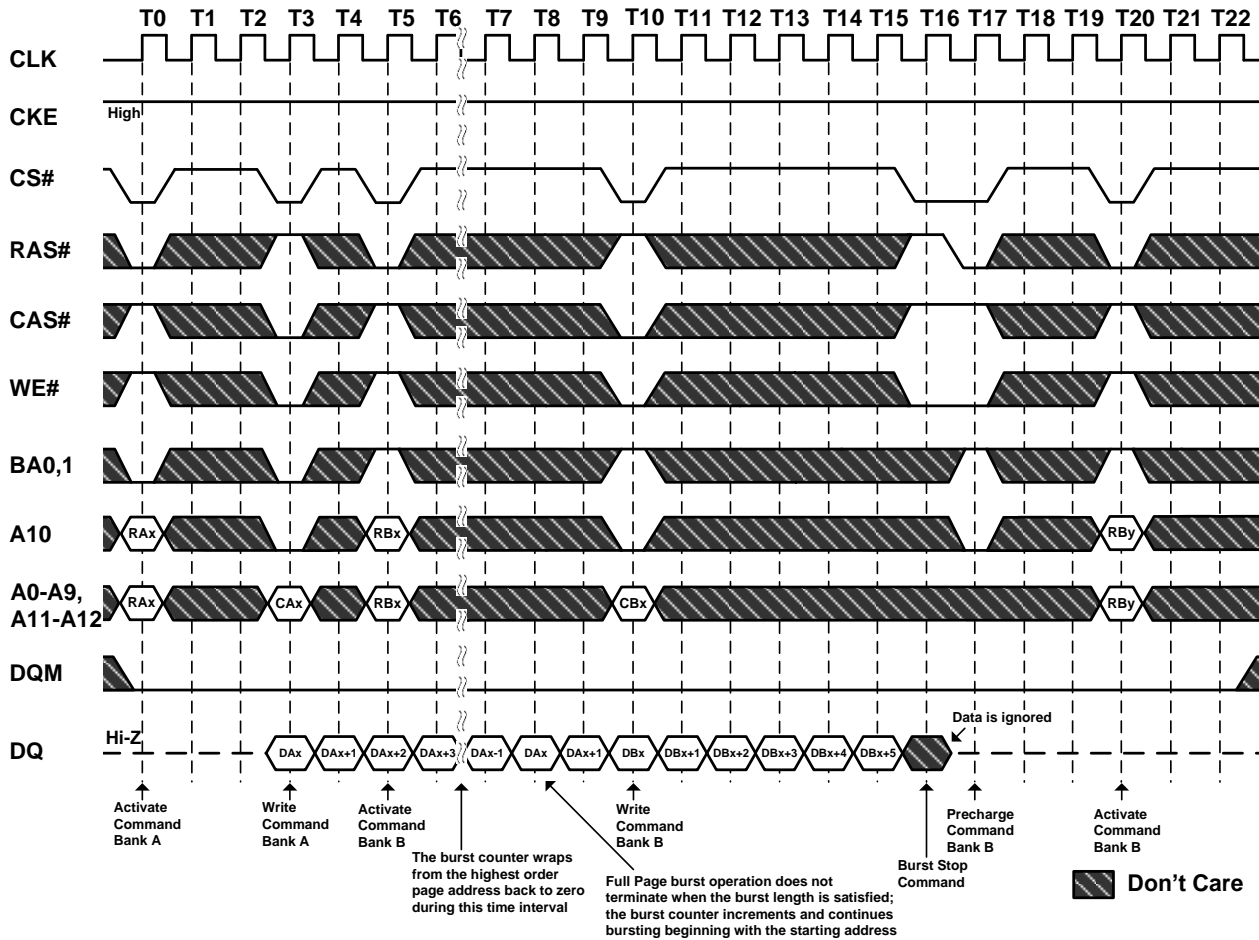 T0 T1 T2 T3 T4 T5 T6 T7 T8 T9 T10 T11 T12 T13 T14 T15 T16 T17 T18 T19 T20 T21 T22
CLK
CKE High
CS#
RAS#
CAS#
WE#
BA0,1
A10 RAx RBx RBy
A0-A9,
A11-A12 RAx CAx RBx CBx RBy
DQM
DQ Hi-Z DAx DAx+1 DAx+2 DAx+3 DAx-1 DAx DAx+1 DBx DBx+1 DBx+2 DBx+3 DBx+4 DBx+5
Data is ignored
Activate
Command
Bank A
Write
Command
Bank A
Activate
Command
Bank B
The burst counter wraps
from the highest order
page address back to zero
during this time interval
Full Page burst operation does not
terminate when the burst length is satisfied;
the burst counter increments and continues
bursting beginning with the starting address
Write
Command
Bank B
Burst Stop
Command
Precharge
Command
Bank B
Activate
Command
Bank B
Don't Care